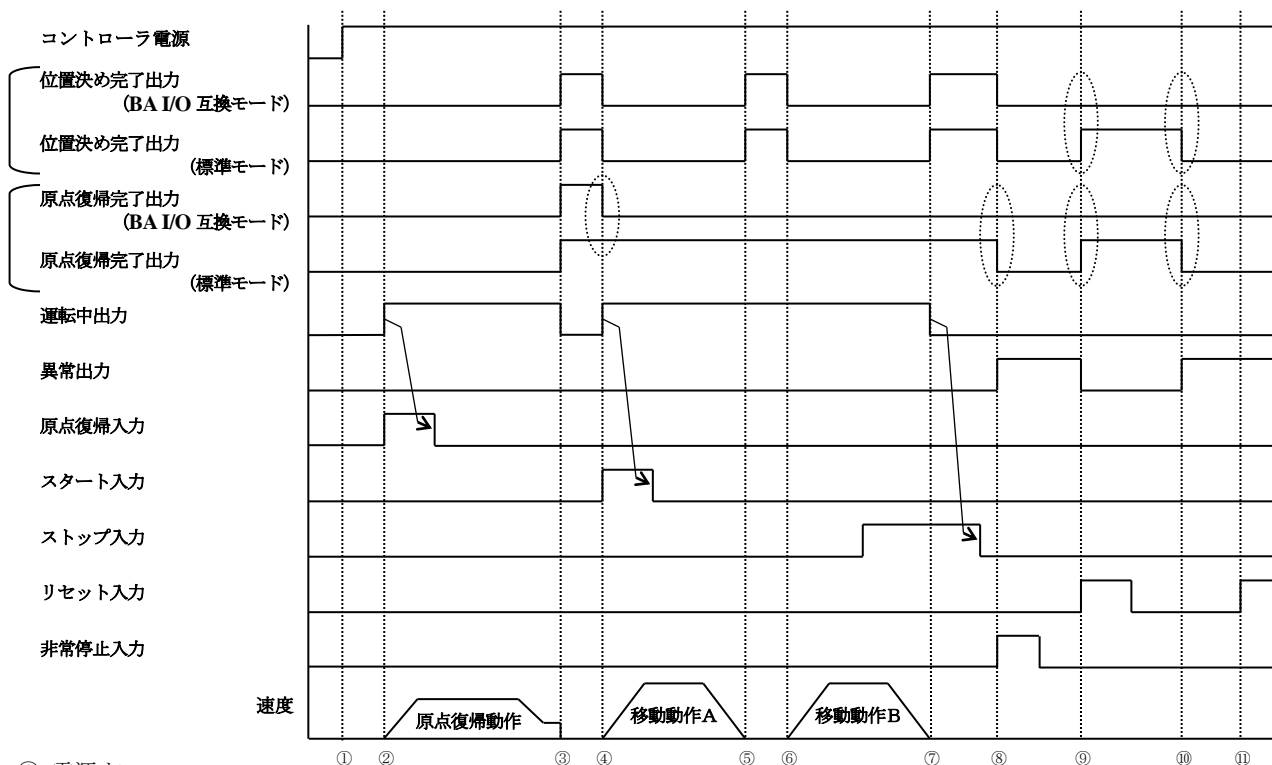 コントローラ電源
位置決め完了出力
(BA I/O 互換モード)
位置決め完了出力
(標準モード)
原点復帰完了出力
(BA I/O 互換モード)
原点復帰完了出力
(標準モード)
運転中出力
異常出力
原点復帰入力
スタート入力
ストップ入力
リセット入力
非常停止入力
速度
原点復帰動作
移動動作A
移動動作B
① ② ③ ④ ⑤ ⑥ ⑦ ⑧ ⑨ ⑩ ⑪